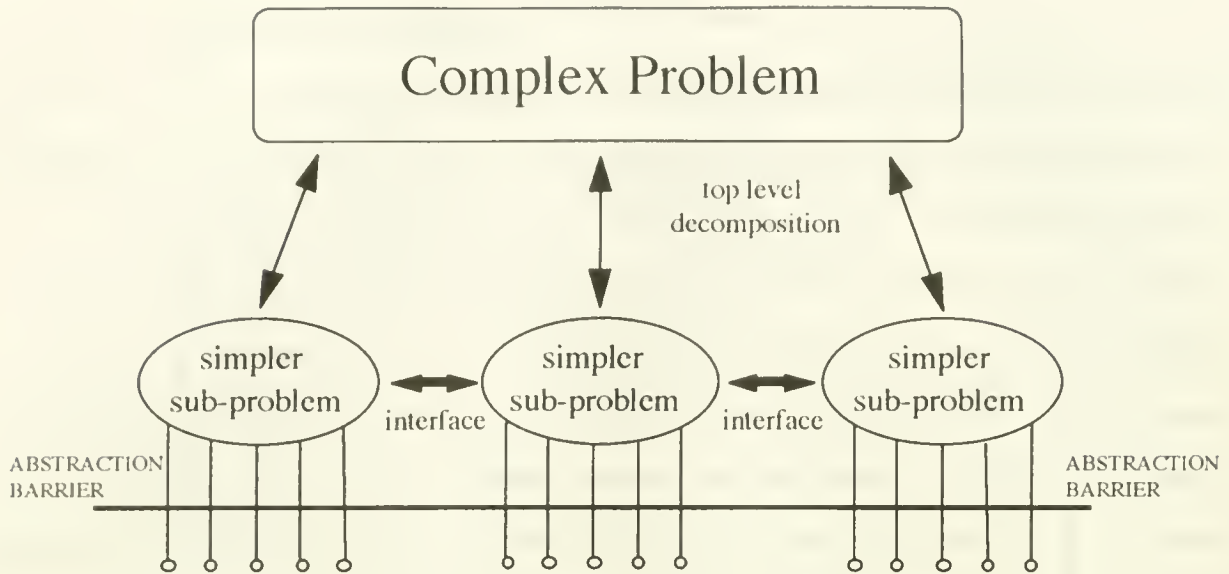 Complex Problem
top level
decomposition
simpler
sub-problem
simpler
sub-problem
simpler
sub-problem
interface
interface
ABSTRACTION
BARRIER
ABSTRACTION
BARRIER